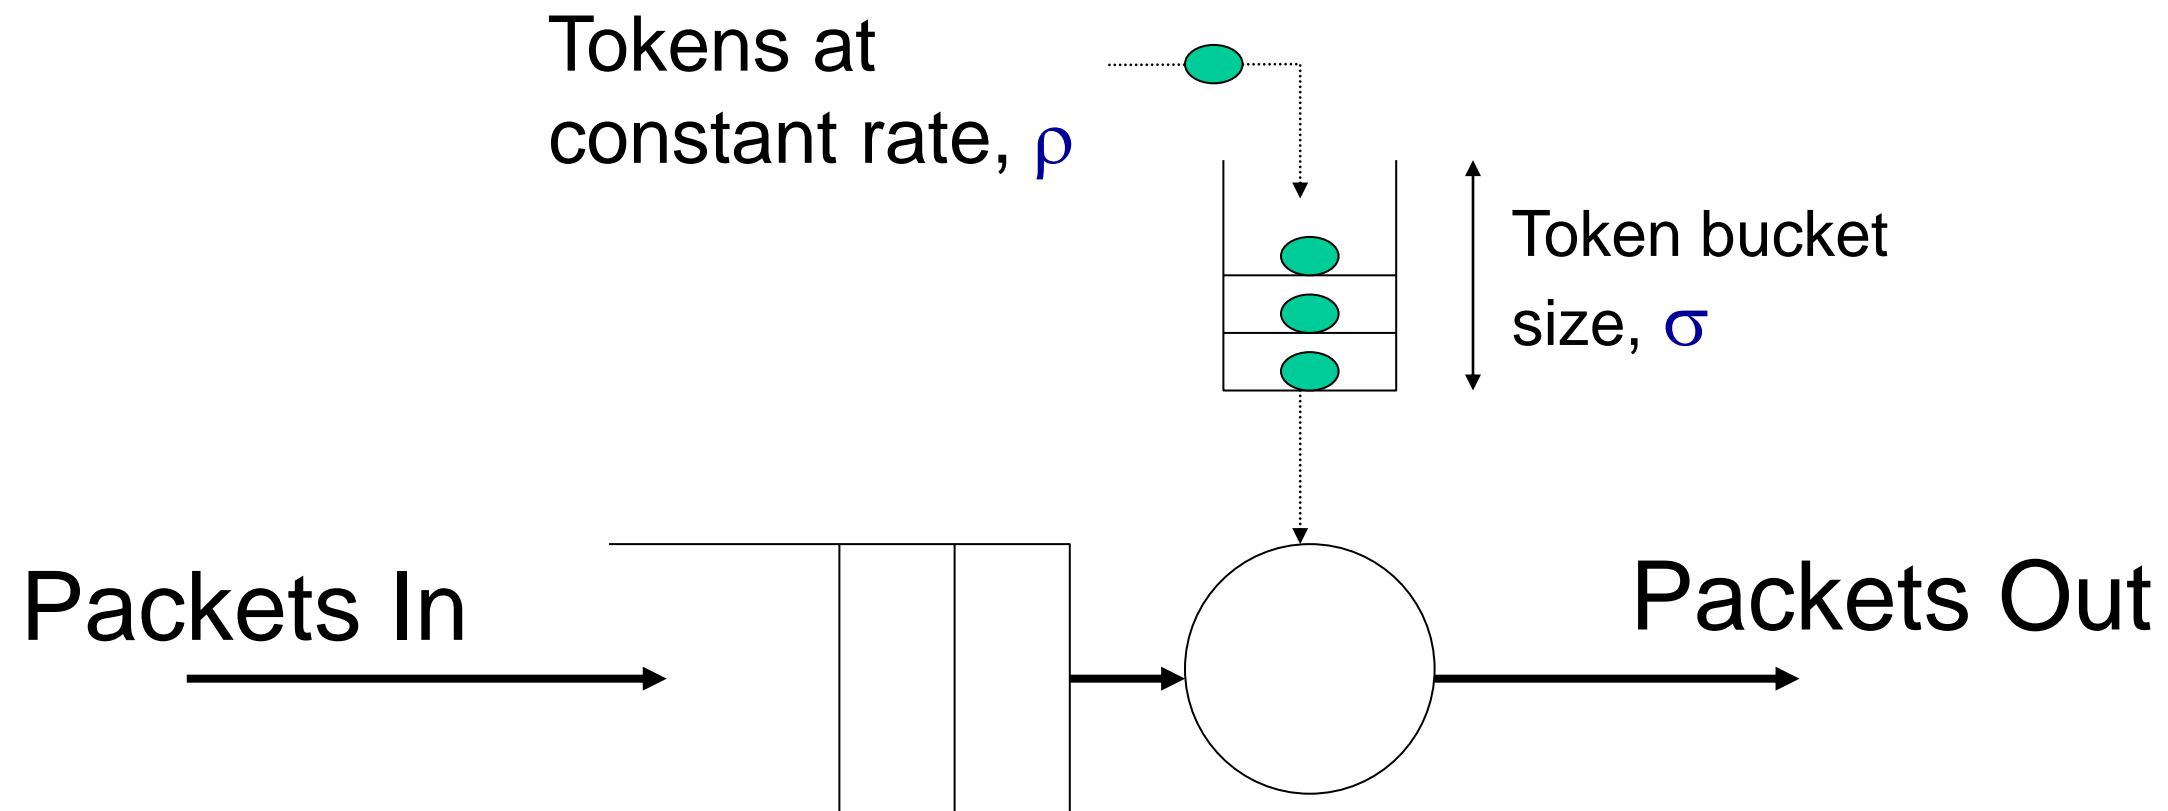 Tokens at
constant rate, ρ
Token bucket
size, σ
Packets In
Packets Out